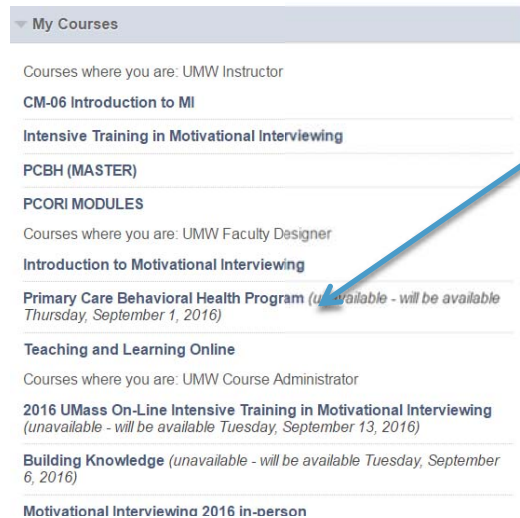 My Courses
Courses where you are: UMW Instructor
CM-06 Introduction to MI
Intensive Training in Motivational Interviewing
PCBH (MASTER)
PCORI MODULES
Courses where you are: UMW Faculty Designer
Introduction to Motivational Interviewing
Primary Care Behavioral Health Program (unavailable - will be available
Thursday, September 1, 2016)
Teaching and Learning Online
Courses where you are: UMW Course Administrator
2016 UMass On-Line Intensive Training in Motivational Interviewing
(unavailable - will be available Tuesday, September 13, 2016)
Building Knowledge (unavailable - will be available Tuesday, September
6, 2016)
Motivational Interviewing 2016 in-person